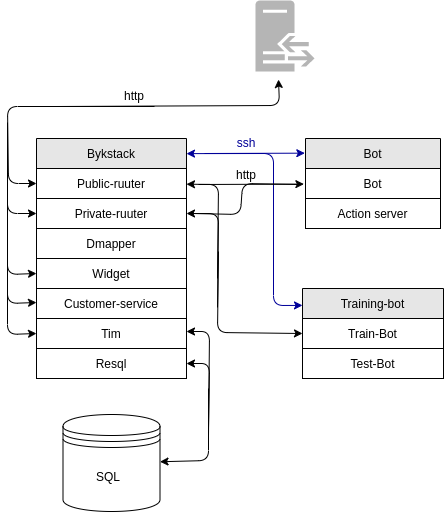 http
Bykstack
Public-ruuter
Private-ruuter
Dmapper
Widget
Customer-service
Tim
Resql
ssh
http
Bot
Bot
Action server
Training-bot
Train-Bot
Test-Bot
SQL